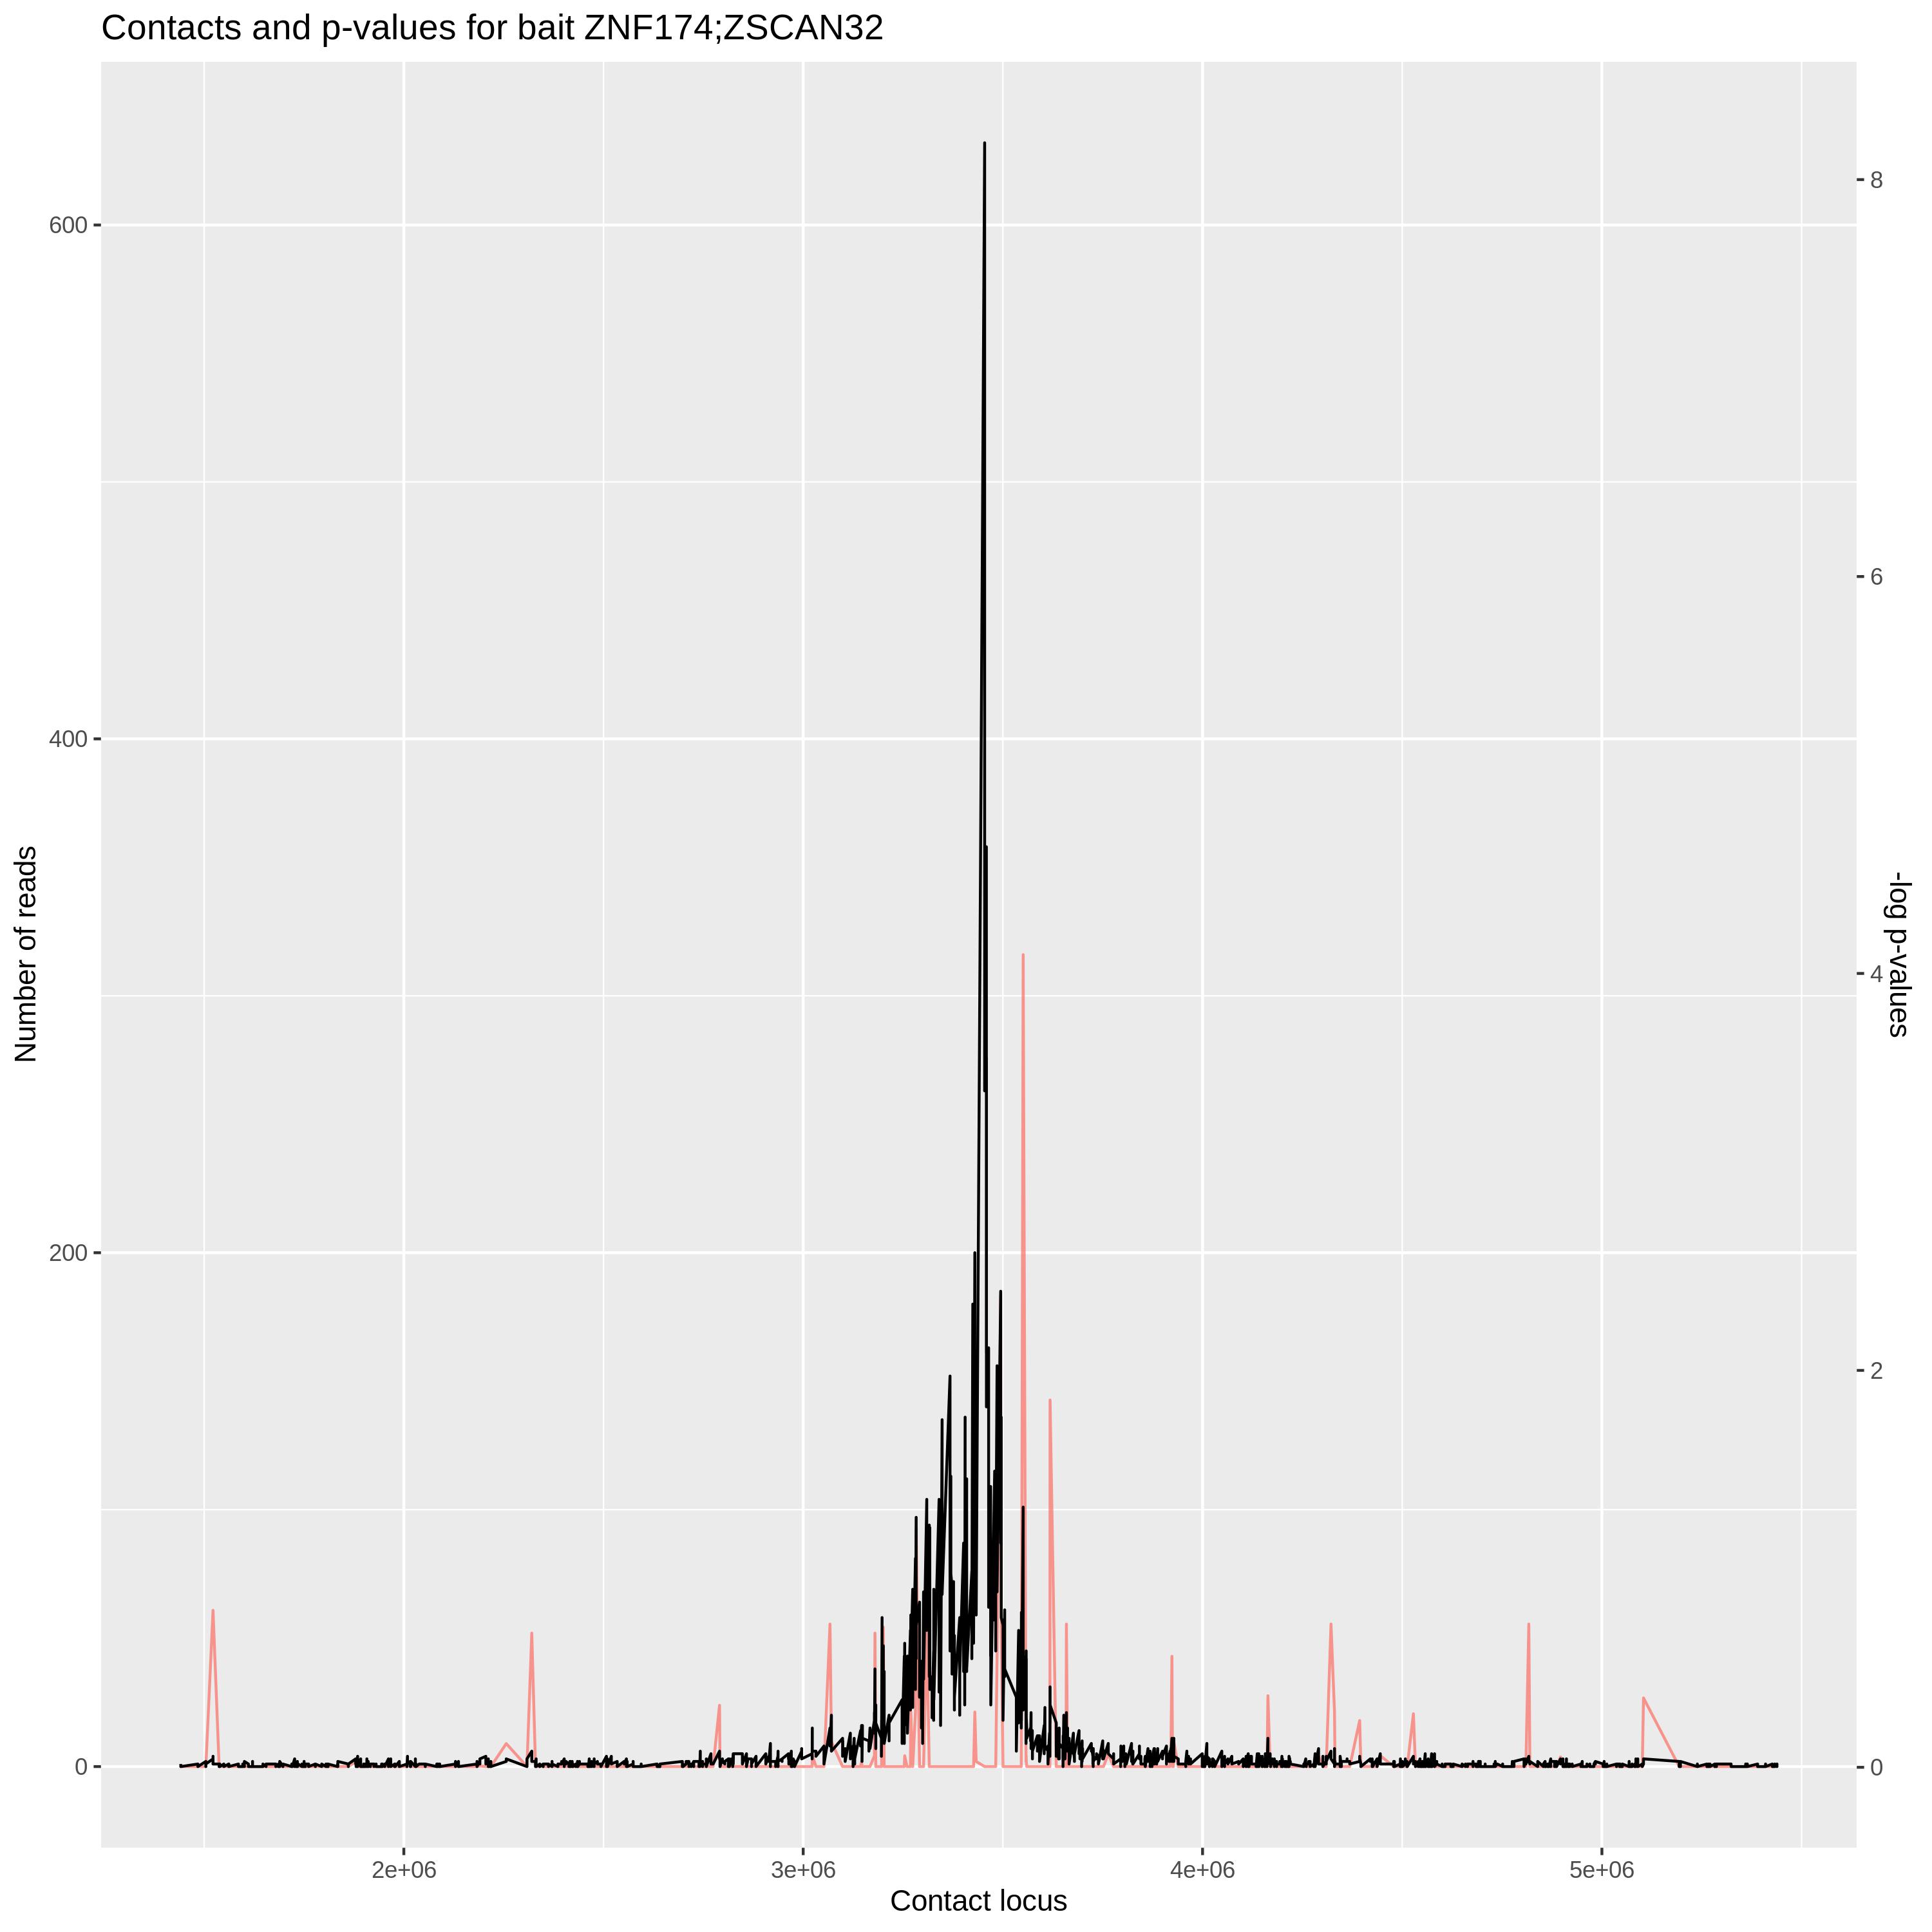 Contacts and p-values for bait ZNF174;ZSCAN32
600
400
200
0
Number of reads
8
6
4
2
0
-log p-values
2e+06
3e+06
4e+06
5e+06
Contact locus